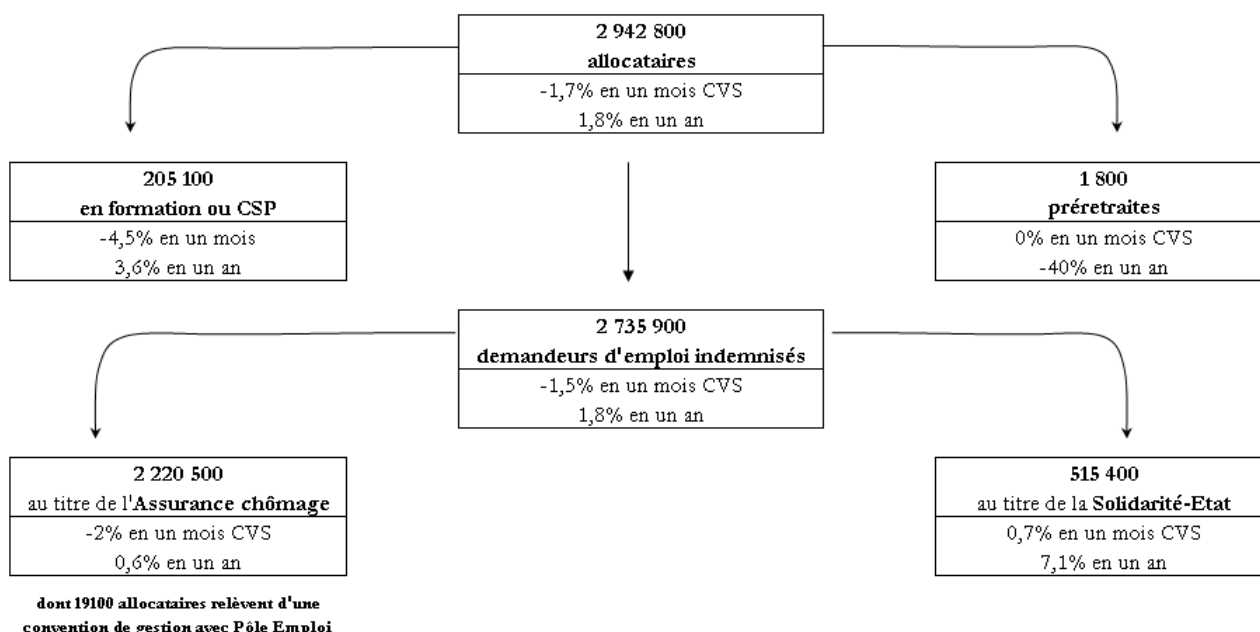 2 942 800
allocataires
-1,7% en un mois CVS
1,8% en un an
205 100
en formation ou CSP
-4,5% en un mois
3,6% en un an
1 800
préretraites
0% en un mois CVS
-40% en un an
2 735 900
demandeurs d'emploi indemnisés
-1,5% en un mois CVS
1,8% en un an
2 220 500
au titre de l'Assurance chômage
-2% en un mois CVS
0,6% en un an
515 400
au titre de la Solidarité-Etat
0,7% en un mois CVS
7,1% en un an
dont 19100 allocataires relèvent d'une
convention de gestion avec Pôle Emploi